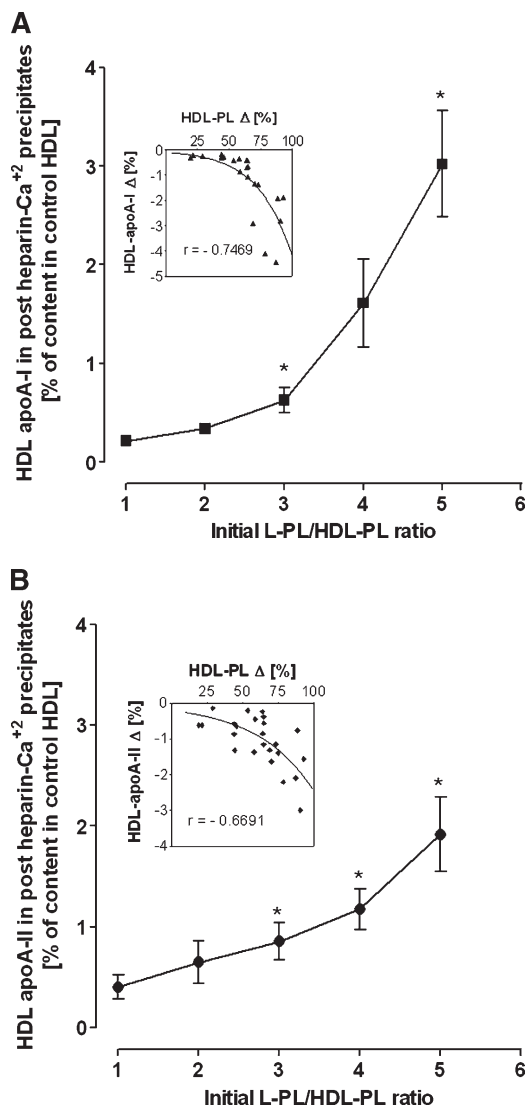 A
HDL apoA-I in post heparin-Ca+2 precipitates
[% of content in control HDL]
4
3
2
1
0
*
*
HDL-PL Δ [%]
25 50 75 100
HDL-apoA-I Δ [%]
0
-1
-2
-3
-4
-5
r = - 0.7469
1 2 3 4 5 6
Initial L-PL/HDL-PL ratio
B
HDL apoA-II in post heparin-Ca+2 precipitates
[% of content in control HDL]
4
3
2
1
0
*
*
*
HDL-PL Δ [%]
25 50 75 100
HDL-apoA-II Δ [%]
0
-1
-2
-3
-4
r = - 0.6691
1 2 3 4 5 6
Initial L-PL/HDL-PL ratio